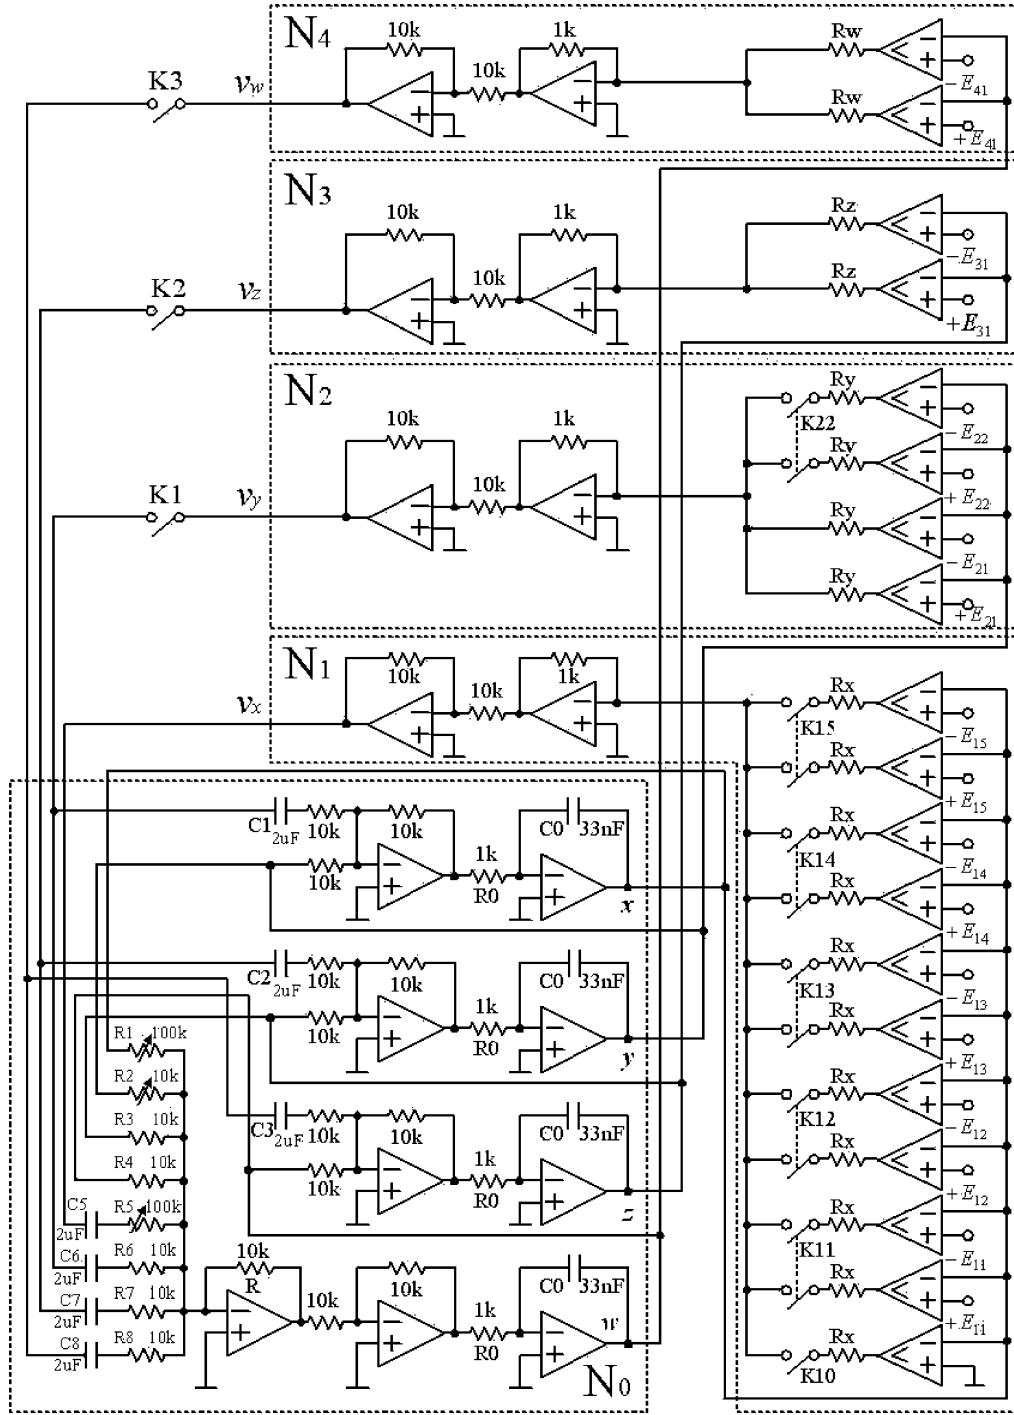 N4
10k
1k
10k
Rw
− E41
Rw
+ E41
K3
vw
N3
10k
1k
10k
Rz
− E31
Rz
+ E31
K2
vz
N2
10k
1k
10k
Ry
K22
− E22
Ry
+ E22
Ry
− E21
Ry
+ E21
K1
vy
N1
10k
1k
10k
vx
Rx
K15
− E15
Rx
+ E15
Rx
K14
− E14
Rx
+ E14
Rx
K13
− E13
Rx
+ E13
Rx
K12
− E12
Rx
+ E12
Rx
K11
− E11
Rx
+ E11
Rx
K10
C1 2uF
10k
10k
10k
1k
R0
C0 33nF
x
C2 2uF
10k
10k
10k
1k
R0
C0 33nF
y
C3 2uF
10k
10k
10k
1k
R0
C0 33nF
z
R1 100k
R2 10k
R3 10k
R4 10k
C5 2uF
R5 100k
C6 2uF
R6 10k
C7 2uF
R7 10k
C8 2uF
R8 10k
10k
R
10k
10k
1k
R0
C0 33nF
w
N0